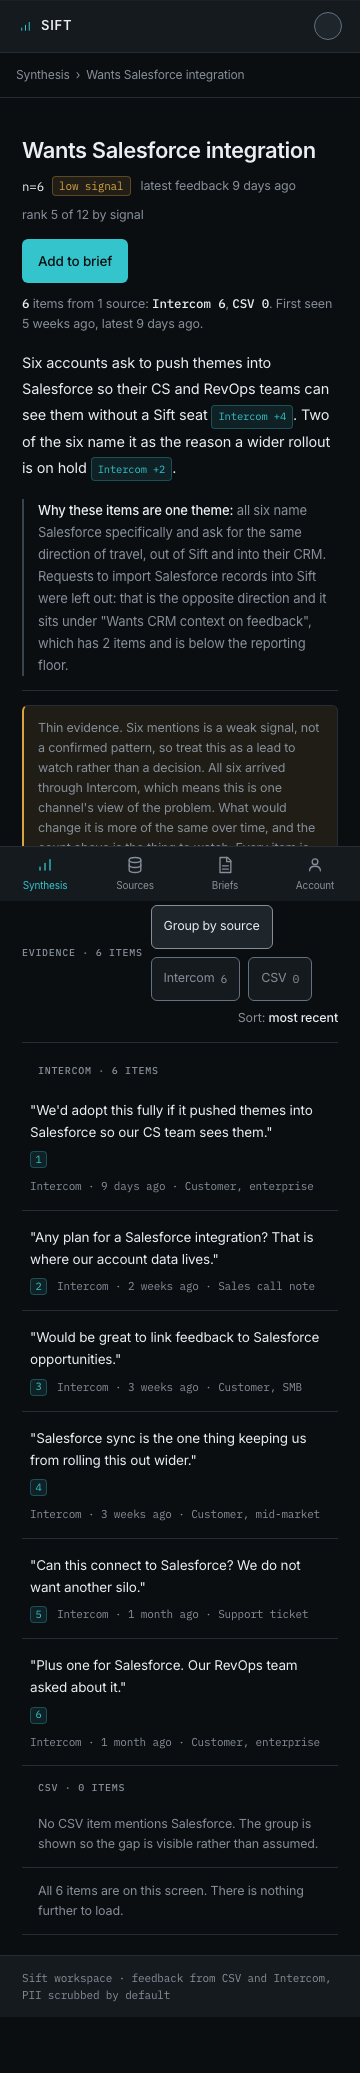 SIFT
Synthesis › Wants Salesforce integration
Wants Salesforce integration
n=6 low signal latest feedback 9 days ago
rank 5 of 12 by signal
Add to brief
6 items from 1 source: Intercom 6, CSV 0. First seen
5 weeks ago, latest 9 days ago.
Six accounts ask to push themes into
Salesforce so their CS and RevOps teams can
see them without a Sift seat Intercom +4. Two
of the six name it as the reason a wider rollout
is on hold Intercom +2.
Why these items are one theme: all six name
Salesforce specifically and ask for the same
direction of travel, out of Sift and into their CRM.
Requests to import Salesforce records into Sift
were left out: that is the opposite direction and it
sits under "Wants CRM context on feedback",
which has 2 items and is below the reporting
floor.
Thin evidence. Six mentions is a weak signal, not
a confirmed pattern, so treat this as a lead to
watch rather than a decision. All six arrived
through Intercom, which means this is one
channel's view of the problem. What would
change it is more of the same over time, and the
Synthesis Sources Briefs Account
EVIDENCE · 6 ITEMS
Group by source
Intercom 6 CSV 0
Sort: most recent
INTERCOM · 6 ITEMS
"We'd adopt this fully if it pushed themes into
Salesforce so our CS team sees them."
1
Intercom · 9 days ago · Customer, enterprise
"Any plan for a Salesforce integration? That is
where our account data lives."
2 Intercom · 2 weeks ago · Sales call note
"Would be great to link feedback to Salesforce
opportunities."
3 Intercom · 3 weeks ago · Customer, SMB
"Salesforce sync is the one thing keeping us
from rolling this out wider."
4
Intercom · 3 weeks ago · Customer, mid-market
"Can this connect to Salesforce? We do not
want another silo."
5 Intercom · 1 month ago · Support ticket
"Plus one for Salesforce. Our RevOps team
asked about it."
6
Intercom · 1 month ago · Customer, enterprise
CSV · 0 ITEMS
No CSV item mentions Salesforce. The group is
shown so the gap is visible rather than assumed.
All 6 items are on this screen. There is nothing
further to load.
Sift workspace · feedback from CSV and Intercom,
PII scrubbed by default